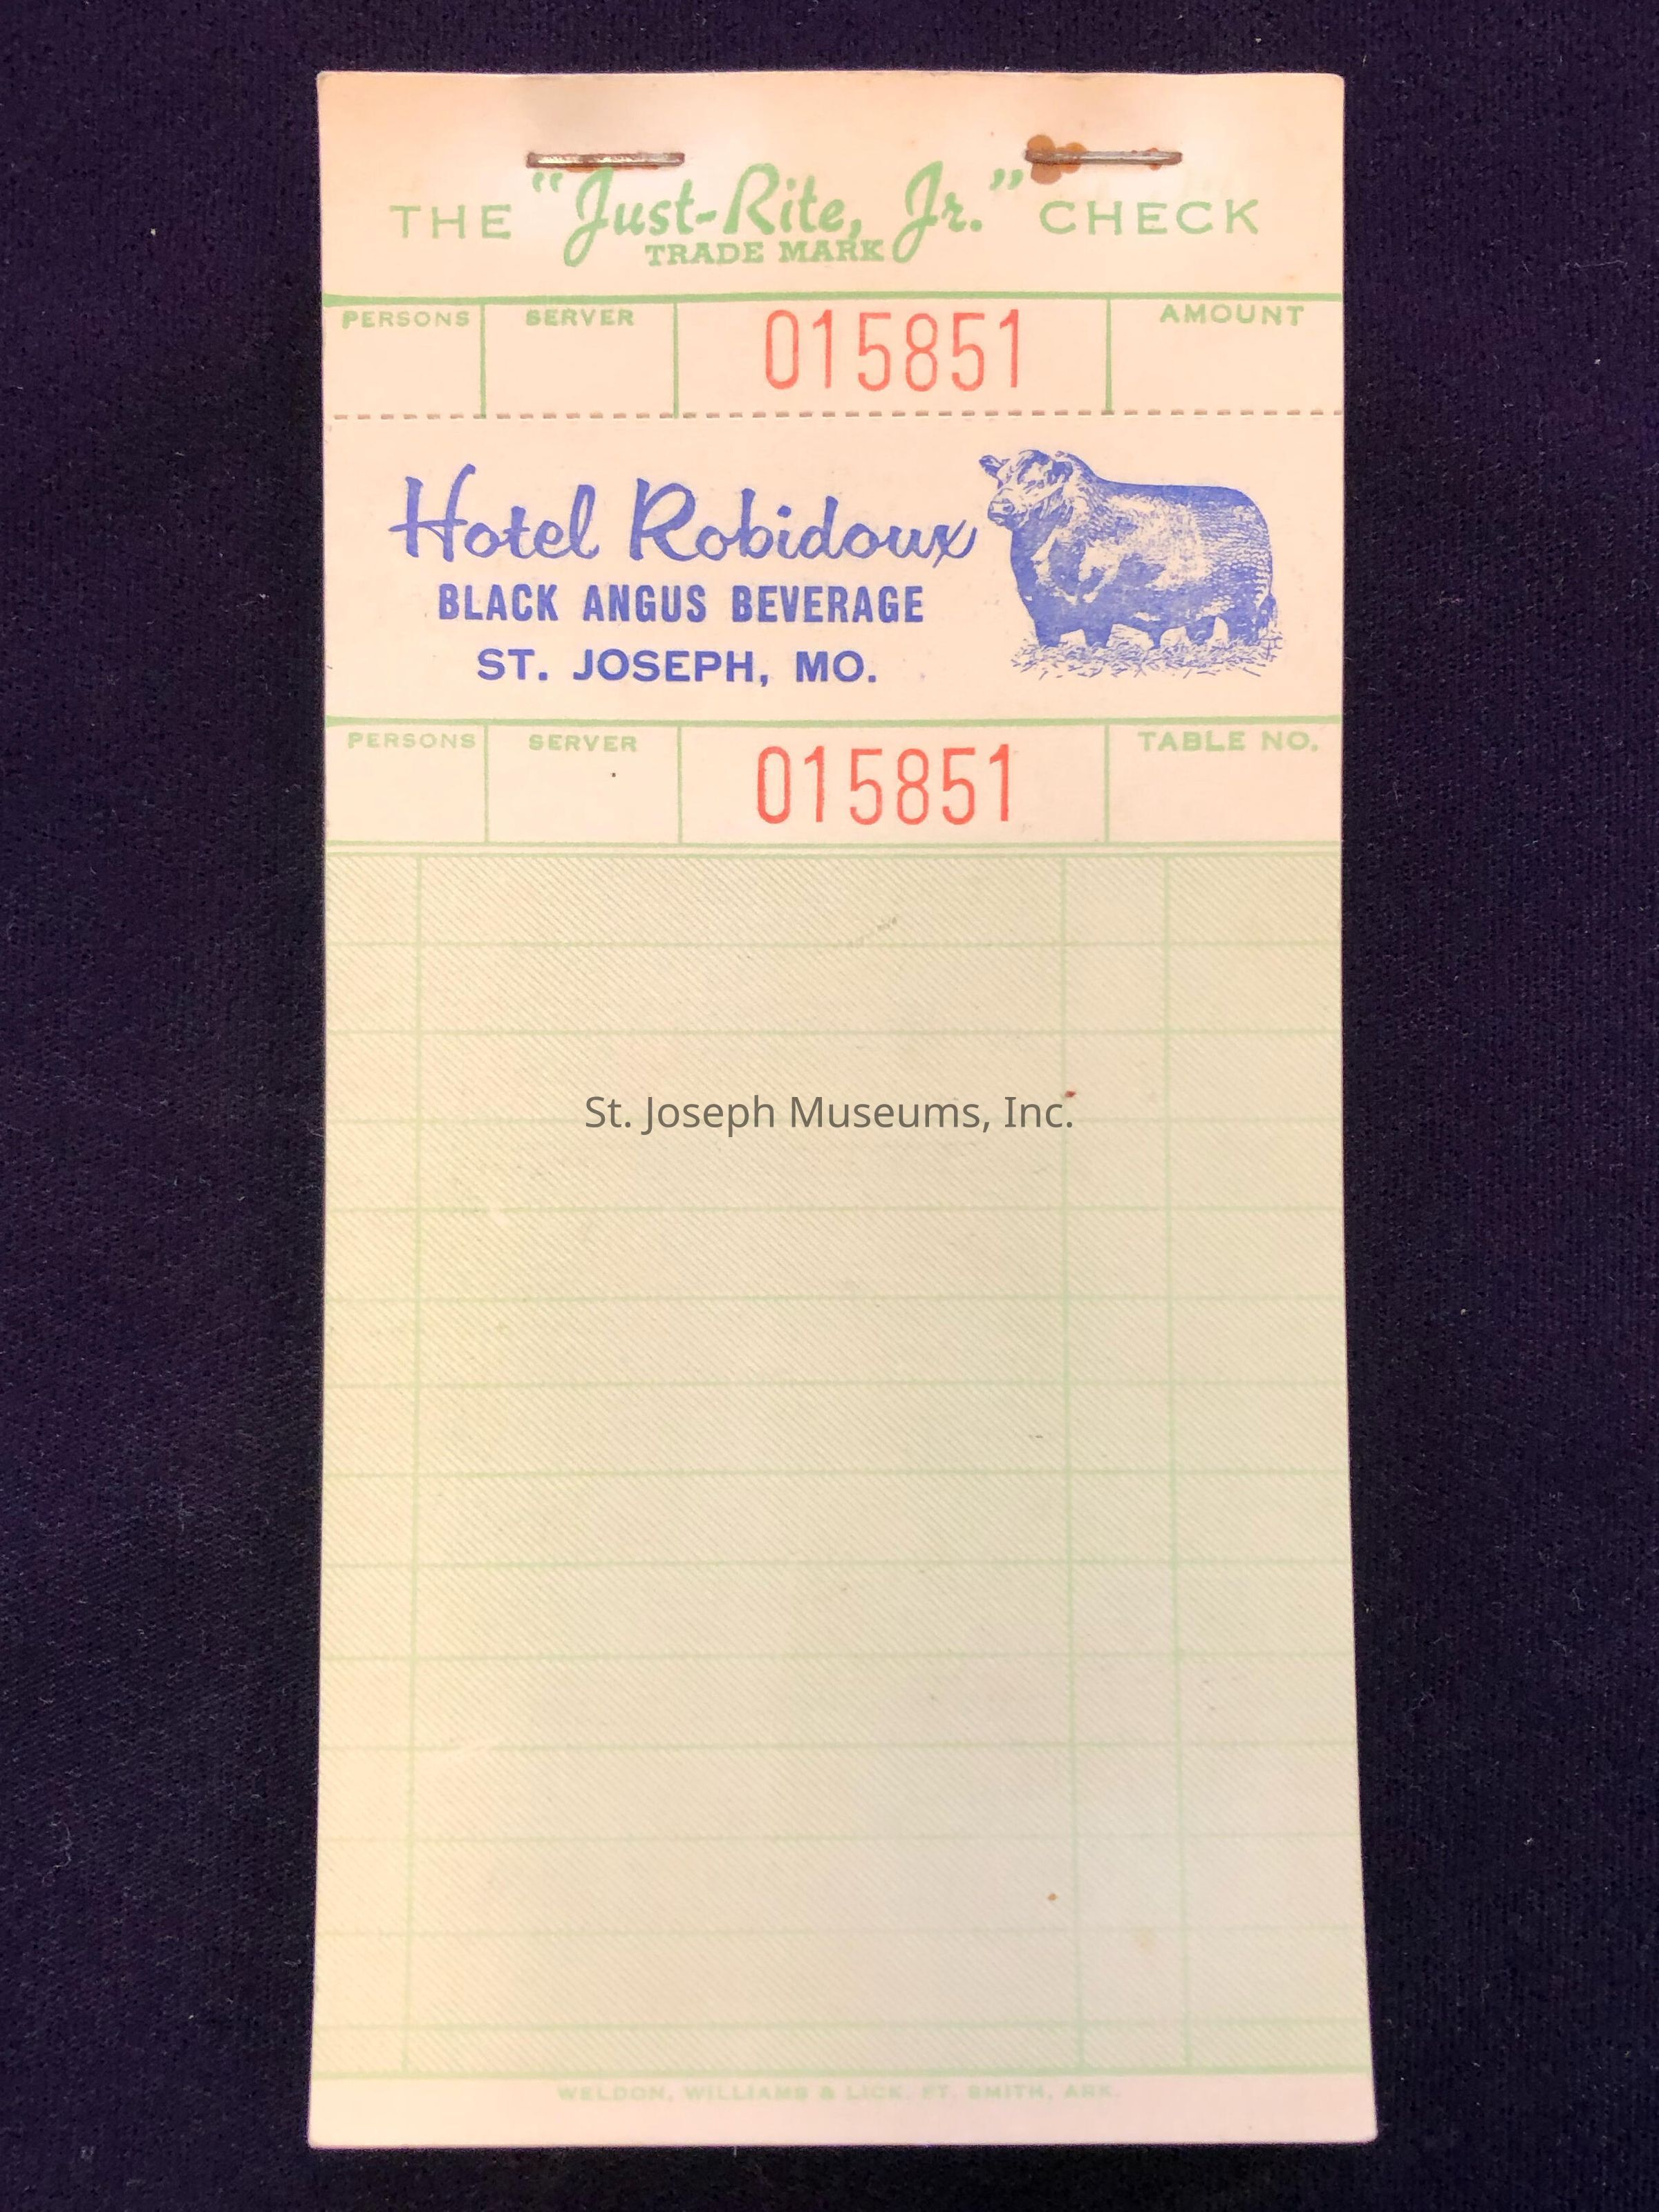 THE "Just-Rite, Jr." CHECK
TRADE MARK
PERSONS SERVER 015851 AMOUNT
Hotel Robidoux
BLACK ANGUS BEVERAGE
ST. JOSEPH, MO.
PERSONS SERVER 015851 TABLE NO.
St. Joseph Museums, Inc.
WELDON, WILLIAMS & LICK, FT. SMITH, ARK.